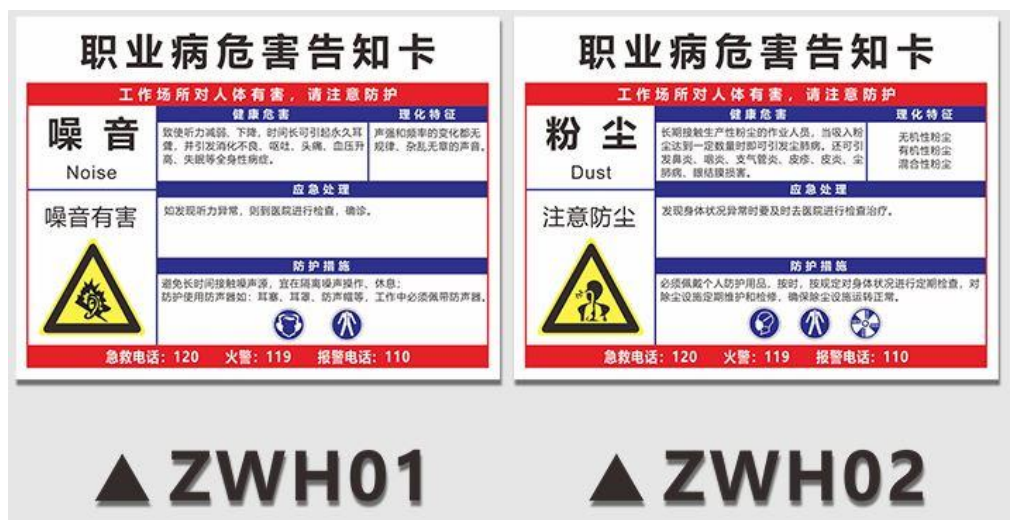 职业病危害告知卡
工作场所对人体有害，请注意防护
噪 音
Noise
健康危害
致使听力减弱、下降，时间长可引起永久耳
聋，并引发消化不良、呕吐、头痛、血压升
高、失眠等全身性病症。
理化特征
声强和频率的变化都无
规律、杂乱无章的声音。
噪音有害
应急处理
如发现听力异常，则到医院进行检查，确诊。
防护措施
避免长时间接触噪声源，宜在隔离噪声操作、休息；
防护使用防声器如：耳塞、耳罩、防声帽等，工作中必须佩带防声器。
急救电话：120 火警：119 报警电话：110
▲ZWH01
职业病危害告知卡
工作场所对人体有害，请注意防护
粉 尘
Dust
健康危害
长期接触生产性粉尘的作业人员，当吸入粉
尘达到一定数量时即可引发尘肺病。还可引
发鼻炎、咽炎、支气管炎、皮疹、皮炎、尘
肺病、眼结膜损害。
理化特征
无机性粉尘
有机性粉尘
混合性粉尘
注意防尘
应急处理
发现身体状况异常时要及时去医院进行检查治疗。
防护措施
必须佩戴个人防护用品，按时，按规定对身体状况进行定期检查，对
除尘设施定期维护和检修，确保除尘设施运转正常。
急救电话：120 火警：119 报警电话：110
▲ZWH02